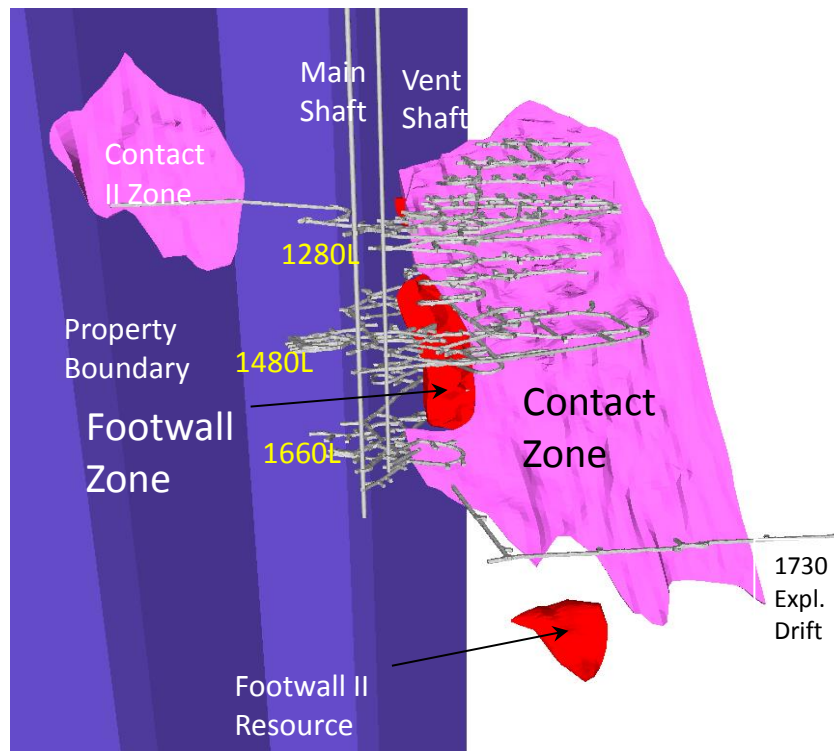 Main
Shaft
Vent
Shaft
Contact
II Zone
1280L
Property
Boundary
1480L
Footwall
Zone
1660L
Contact
Zone
1730
Expl.
Drift
Footwall II
Resource